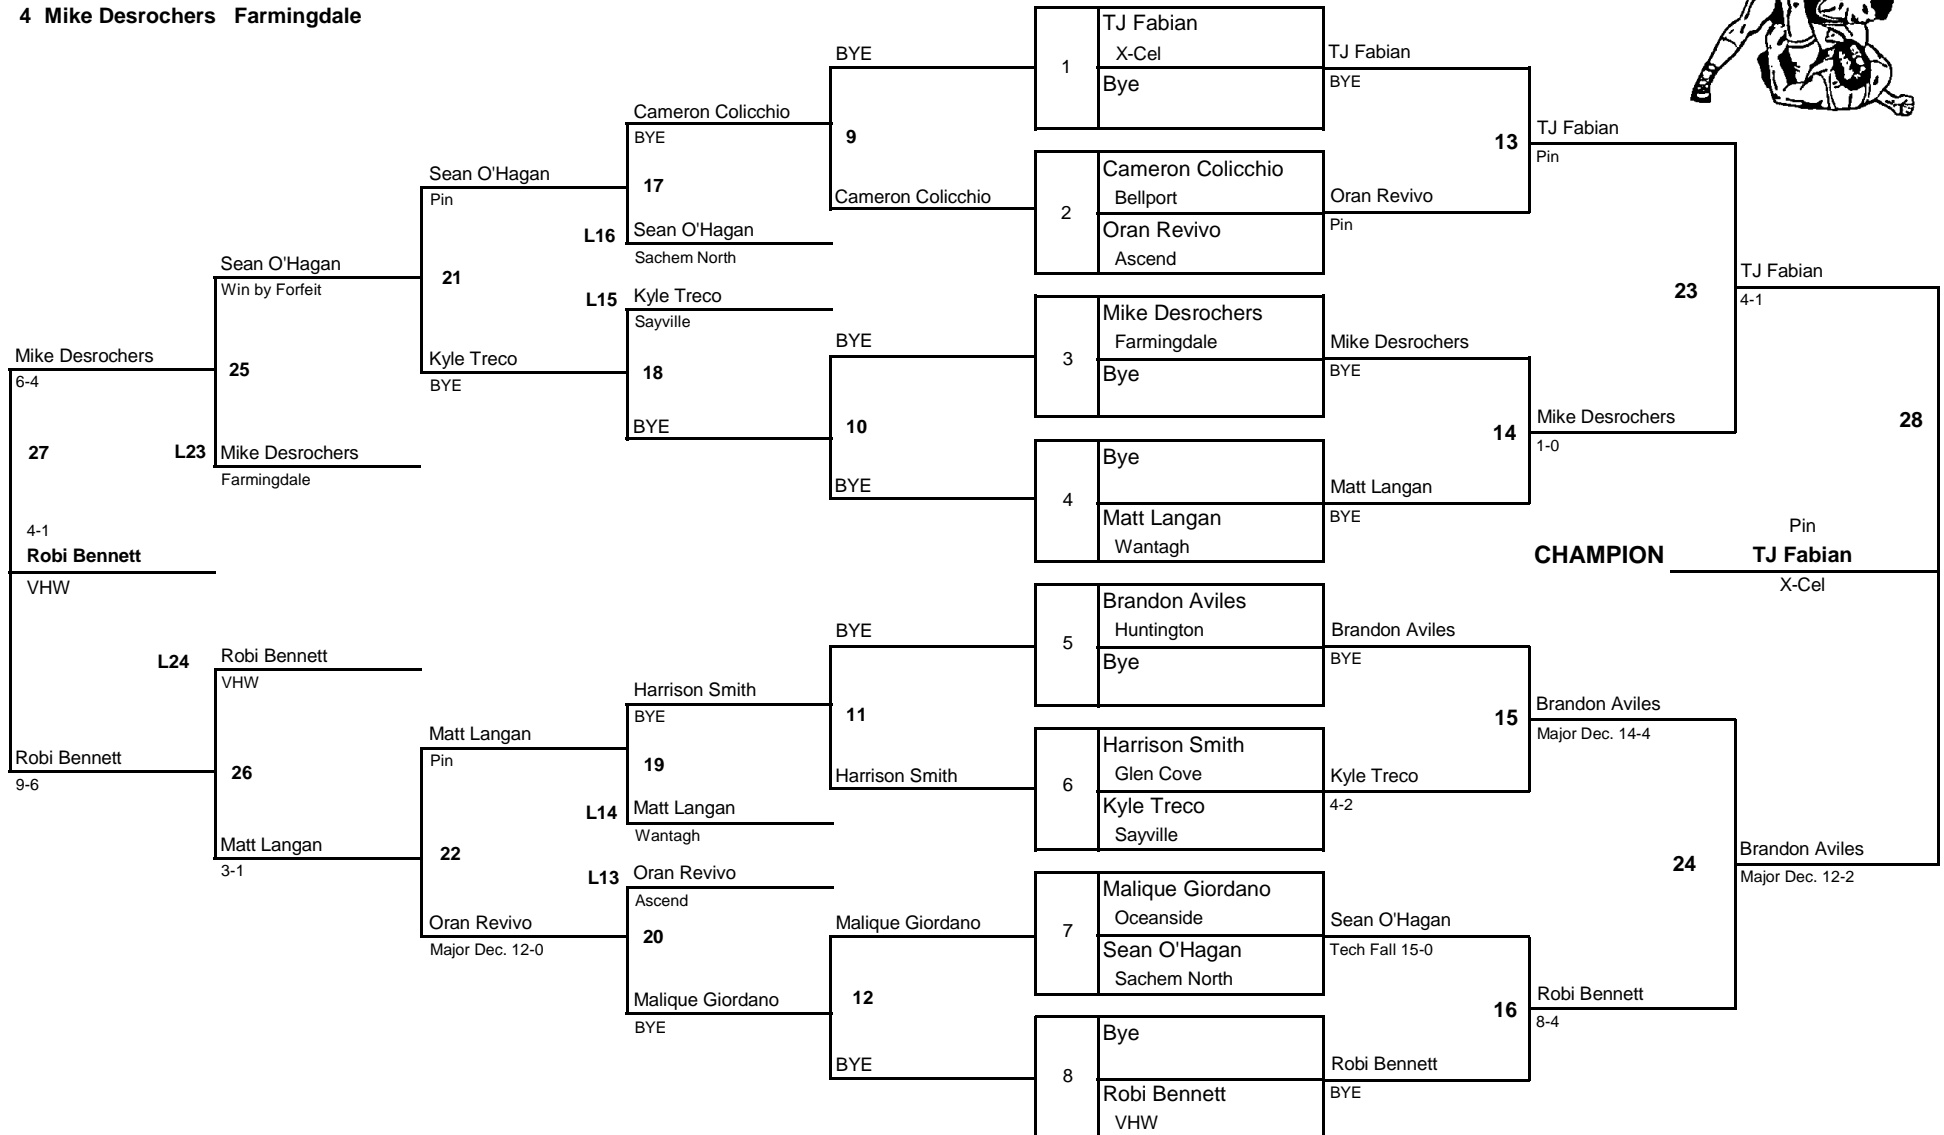 4 Mike Desrochers Farmingdale
BYE
Cameron Colicchio
BYE
9
Sean O'Hagan
Pin
17
Cameron Colicchio
L16
Sean O'Hagan
Sachem North
Sean O'Hagan
Win by Forfeit
21
L15
Kyle Treco
Sayville
BYE
Mike Desrochers
6-4
25
Kyle Treco
BYE
18
BYE
10
27
L23
Mike Desrochers
Farmingdale
BYE
4-1
Robi Bennett
VHW
BYE
L24
Robi Bennett
VHW
Harrison Smith
BYE
11
Matt Langan
Pin
19
Harrison Smith
Robi Bennett
9-6
26
L14
Matt Langan
Wantagh
Matt Langan
3-1
22
L13
Oran Revivo
Ascend
Oran Revivo
Major Dec. 12-0
20
Malique Giordano
Malique Giordano
BYE
12
BYE
1
TJ Fabian
X-Cel
Bye
2
Cameron Colicchio
Bellport
Oran Revivo
Ascend
3
Mike Desrochers
Farmingdale
Bye
4
Bye
Matt Langan
Wantagh
5
Brandon Aviles
Huntington
Bye
6
Harrison Smith
Glen Cove
Kyle Treco
Sayville
7
Malique Giordano
Oceanside
Sean O'Hagan
Sachem North
8
Bye
Robi Bennett
VHW
TJ Fabian
BYE
13
Oran Revivo
Pin
Mike Desrochers
BYE
14
Matt Langan
BYE
Brandon Aviles
BYE
15
Kyle Treco
4-2
Sean O'Hagan
Tech Fall 15-0
16
Robi Bennett
BYE
TJ Fabian
Pin
23
Mike Desrochers
1-0
Brandon Aviles
Major Dec. 14-4
24
Robi Bennett
8-4
TJ Fabian
4-1
28
Pin
CHAMPION TJ Fabian
X-Cel
Brandon Aviles
Major Dec. 12-2